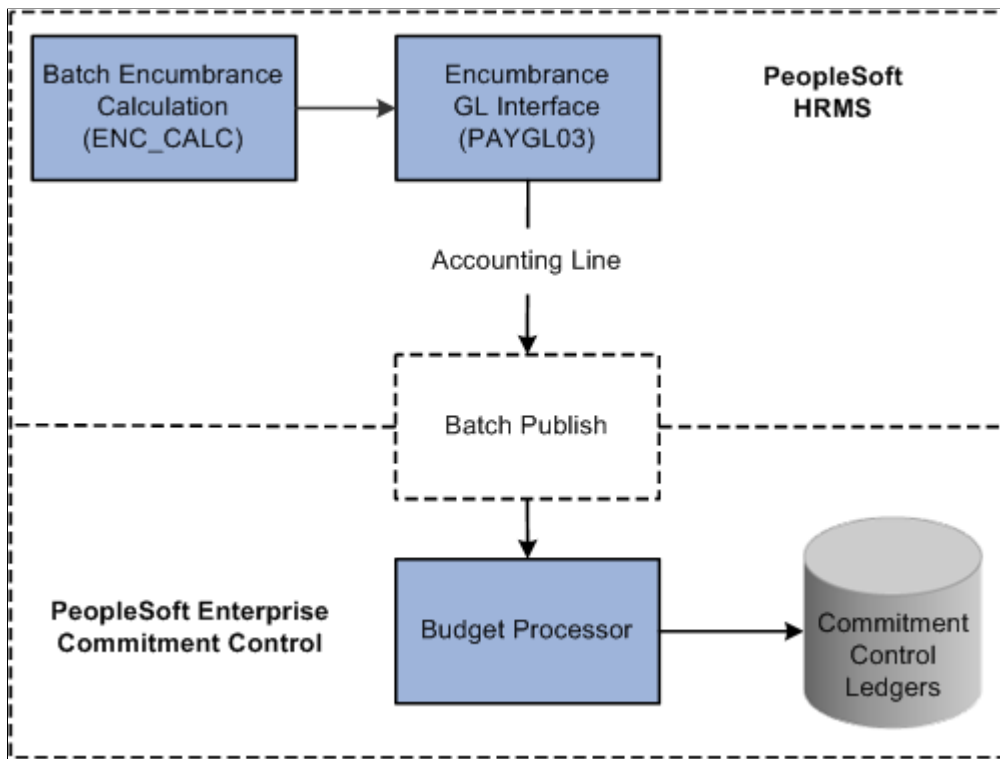 Batch Encumbrance
Calculation
(ENC_CALC)
Encumbrance
GL Interface
(PAYGL03)
PeopleSoft
HRMS
Accounting Line
Batch Publish
PeopleSoft Enterprise
Commitment Control
Budget Processor
Commitment
Control
Ledgers